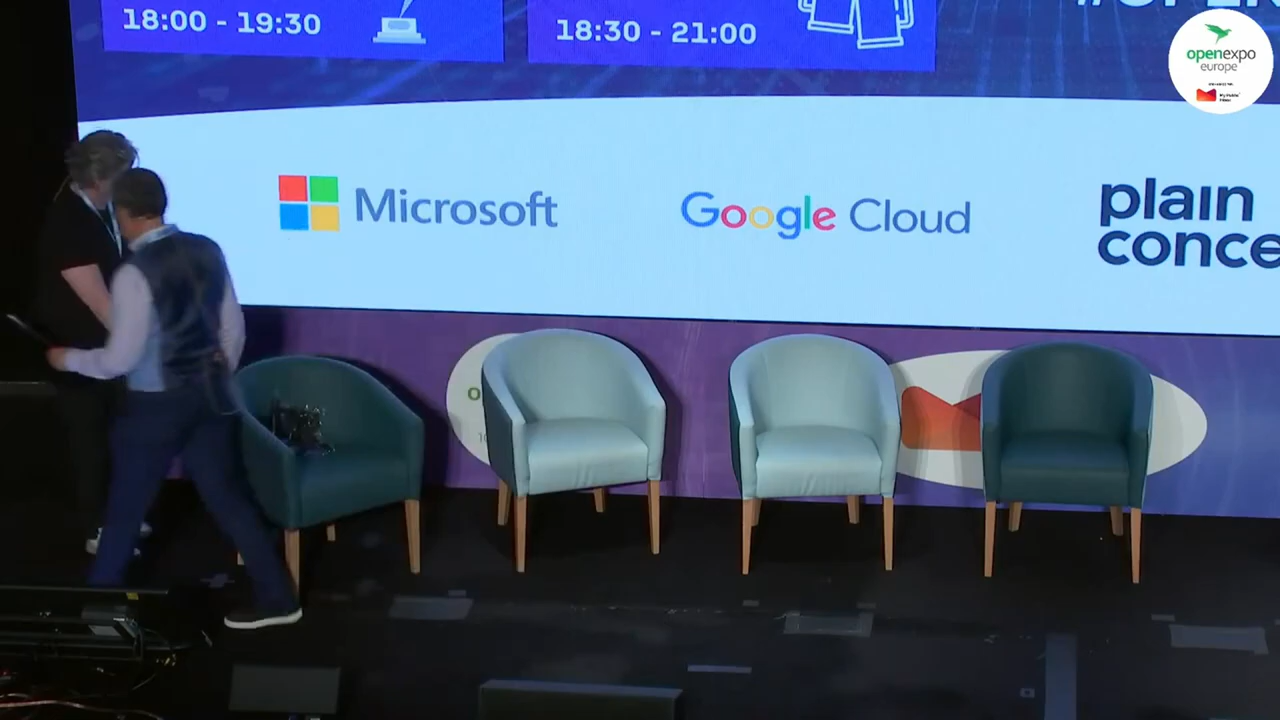 18:00 - 19:30
18:30 - 21:00
openexpo
europe
Microsoft
Google Cloud
plain
conce